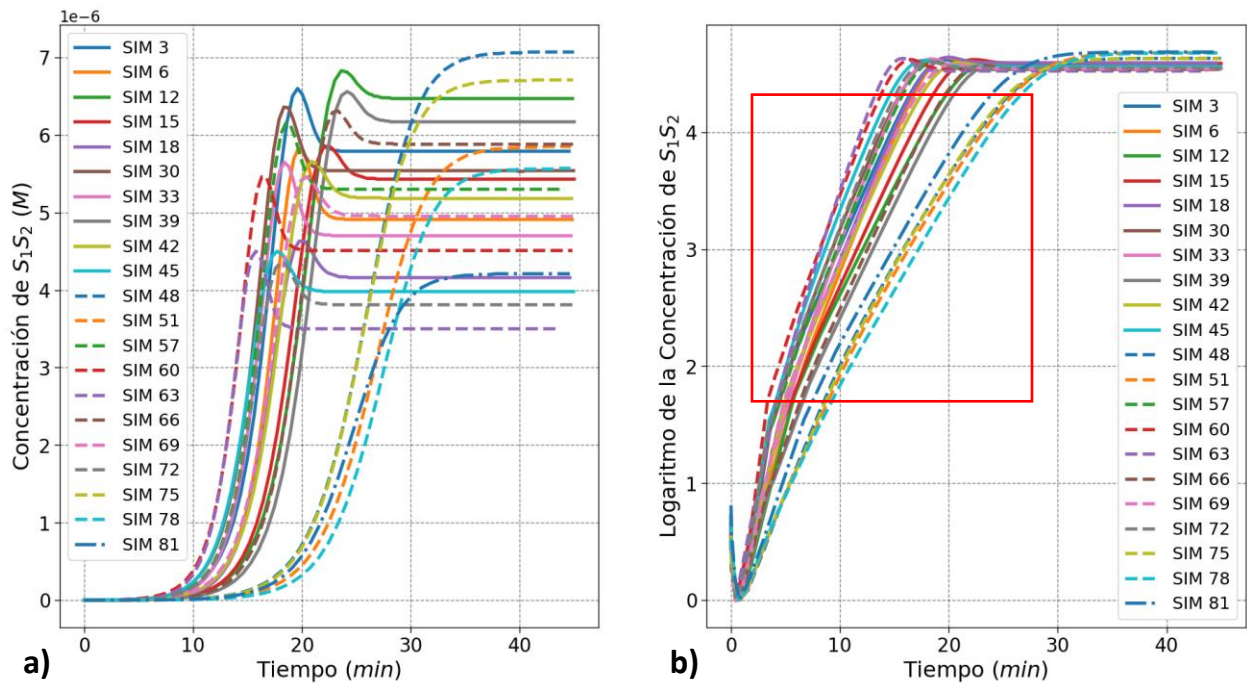 1e−6
Concentración de S₁S₂ (M)
7
6
5
4
3
2
1
0
SIM 3
SIM 6
SIM 12
SIM 15
SIM 18
SIM 30
SIM 33
SIM 39
SIM 42
SIM 45
SIM 48
SIM 51
SIM 57
SIM 60
SIM 63
SIM 66
SIM 69
SIM 72
SIM 75
SIM 78
SIM 81
0 10 20 30 40
Tiempo (min)
a)
Logaritmo de la Concentración de S₁S₂
4
3
2
1
0
SIM 3
SIM 6
SIM 12
SIM 15
SIM 18
SIM 30
SIM 33
SIM 39
SIM 42
SIM 45
SIM 48
SIM 51
SIM 57
SIM 60
SIM 63
SIM 66
SIM 69
SIM 72
SIM 75
SIM 78
SIM 81
0 10 20 30 40
Tiempo (min)
b)